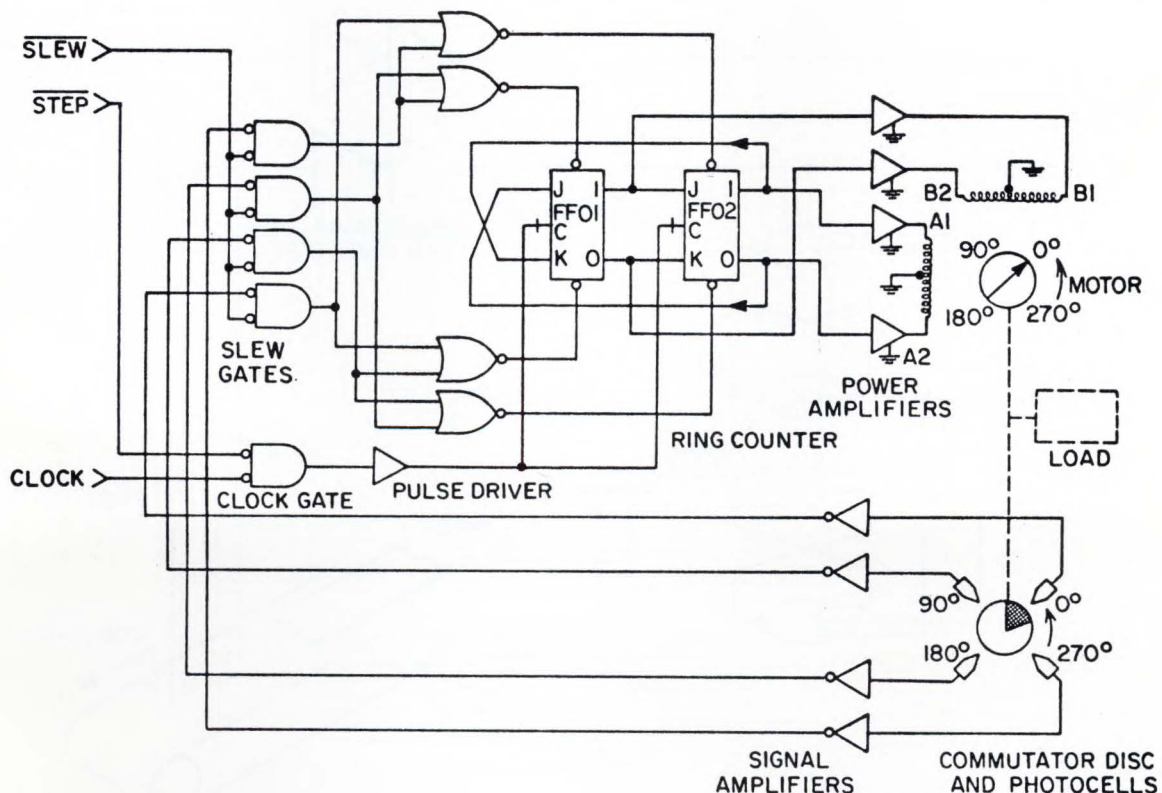 SLEW
STEP
SLEW
GATES.
CLOCK
CLOCK GATE
PULSE DRIVER
J 1
FF01
C
K 0
J 1
FF02
C
K 0
RING COUNTER
B2
B1
A1
A2
POWER
AMPLIFIERS
90° 0°
180° 270°
MOTOR
LOAD
90° 0°
180° 270°
SIGNAL
AMPLIFIERS
COMMUTATOR DISC
AND PHOTOCELLS